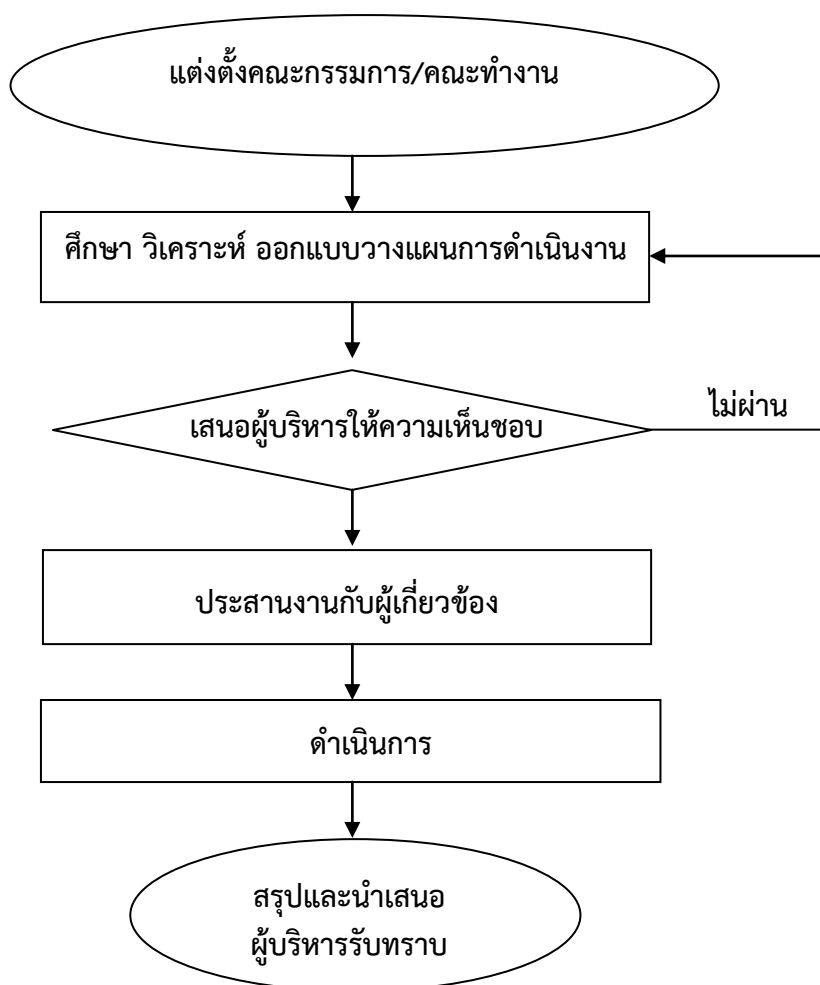 แต่งตั้งคณะกรรมการ/คณะทำงาน
ศึกษา วิเคราะห์ ออกแบบวางแผนการดำเนินงาน
ไม่ผ่าน
เสนอผู้บริหารให้ความเห็นชอบ
ประสานงานกับผู้เกี่ยวข้อง
ดำเนินการ
สรุปและนำเสนอ
ผู้บริหารรับทราบ